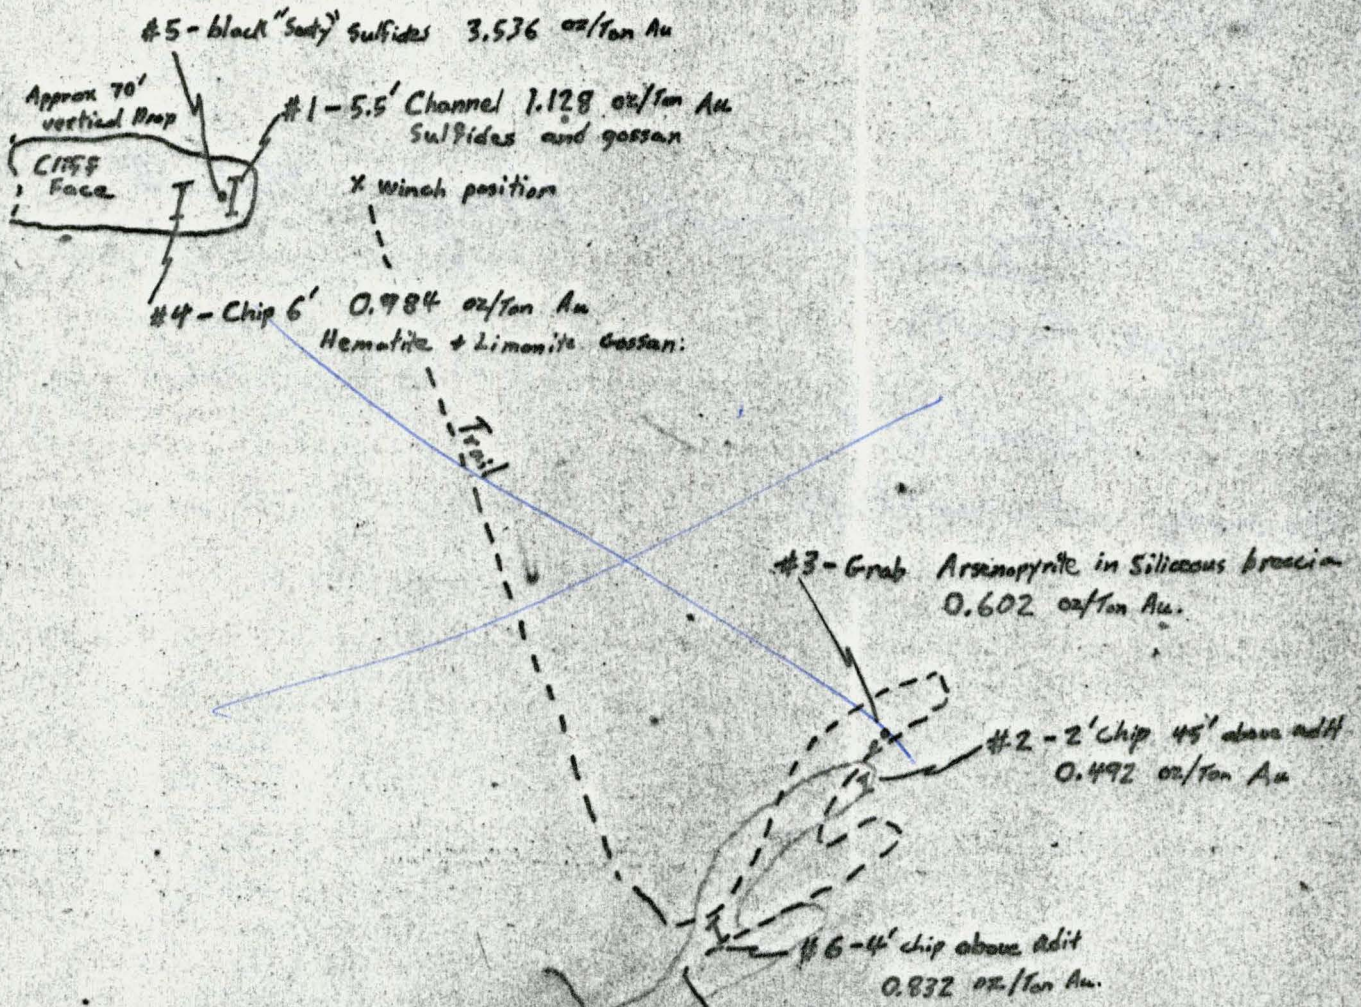 #5 - black "Sooty" Sulfides 3.536 oz/Ton Au
Approx 70'
vertical Drop
#1 - 5.5' Channel 1.128 oz/Ton Au
Sulfides and gossan
Cliff
Face
x winch position
#4 - Chip 6' 0.984 oz/Ton Au
Hematite + Limonite Gossan.
Trail
#3 - Grab Arsenopyrite in Siliceous breccia
0.602 oz/Ton Au.
#2 - 2' chip 45' above adit
0.492 oz/Ton Au
#6 - 4' chip above adit
0.832 oz/Ton Au.